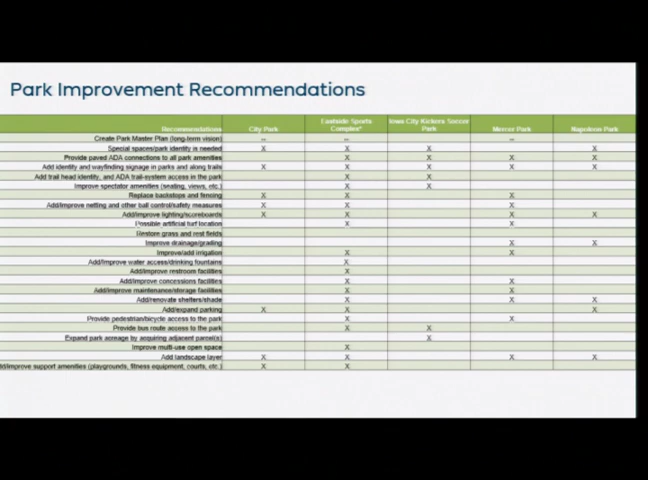 Park Improvement Recommendations
Recommendations City Park Eastside Sports Complex* Iowa City Kickers Soccer Park Mercer Park Napoleon Park
Create Park Master Plan (long-term vision) -- -- --
Special spaces/park identity is needed X X X X
Provide paved ADA connections to all park amenities X X X X
Add identity and wayfinding signage in parks and along trails X X X X X
Add trail head identity, and ADA trail-system access in the park X X
Improve spectator amenities (seating, views, etc.) X X
Replace backstops and fencing X X X
Add/improve netting and other ball control/safety measures X X X
Add/improve lighting/scoreboards X X X X
Possible artificial turf location X X
Restore grass and rest fields
Improve drainage/grading X X
Improve/add irrigation X X
Add/improve water access/drinking fountains X
Add/improve restroom facilities X
Add/improve concessions facilities X X
Add/improve maintenance/storage facilities X X
Add/renovate shelters/shade X X X
Add/expand parking X X X
Provide pedestrian/bicycle access to the park X X
Provide bus route access to the park X X
Expand park acreage by acquiring adjacent parcel(s) X
Improve multi-use open space X
Add landscape layer X X X X
Add/improve support amenities (playgrounds, fitness equipment, courts, etc.) X X